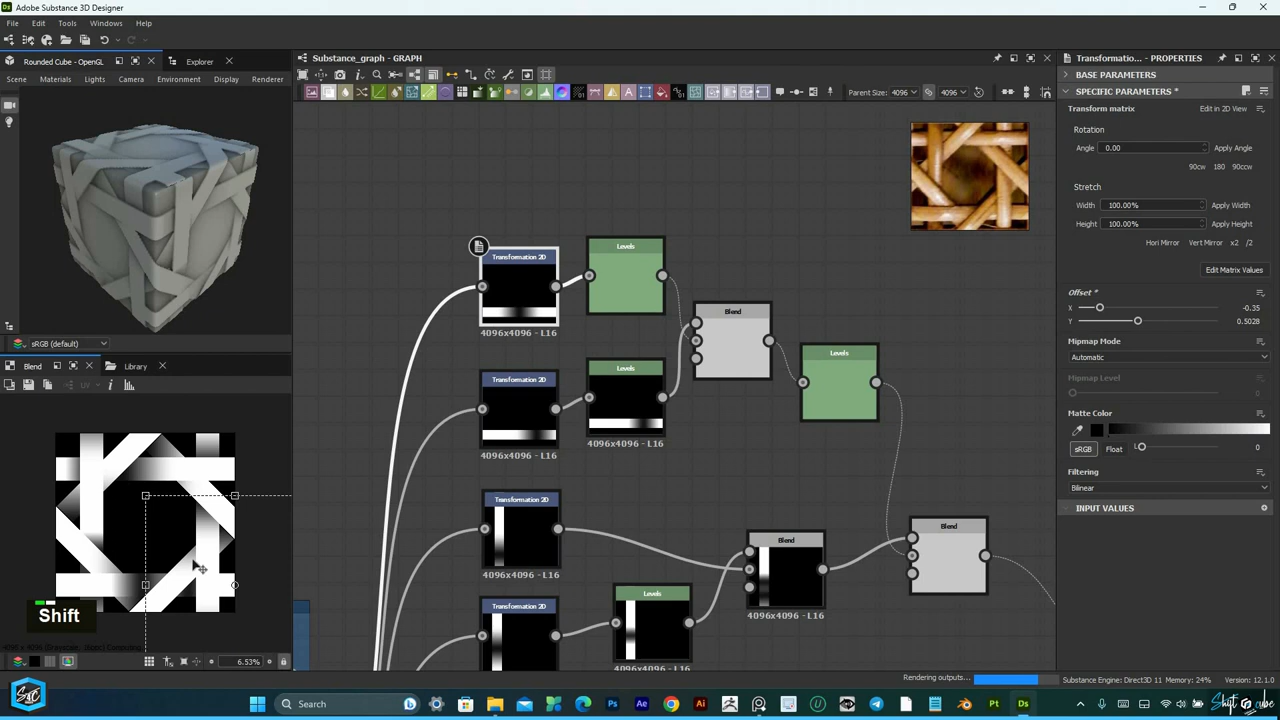 Adobe Substance 3D Designer
File Edit Tools Windows Help
Rounded Cube - OpenGL Explorer
Scene Materials Lights Camera Environment Display Renderer
sRGB (default)
Blend Library
UV
Shift
6.53%
Substance_graph - GRAPH
Parent Size: 4096 4096
Transformation 2D
4096x4096 - L16
Levels
Blend
Levels
Transformation 2D
4096x4096 - L16
Levels
4096x4096 - L16
Transformation 2D
4096x4096 - L16
Blend
4096x4096 - L16
Blend
Transformation 2D
Levels
4096x4096 - L16
Rendering outputs...
Transformatio... - PROPERTIES
BASE PARAMETERS
SPECIFIC PARAMETERS *
Transform matrix Edit in 2D View
Rotation
Angle 0.00 Apply Angle
90cw 180 90ccw
Stretch
Width 100.00% Apply Width
Height 100.00% Apply Height
Hori Mirror Vert Mirror x2 /2
Edit Matrix Values
Offset *
X -0.35
Y 0.5028
Mipmap Mode
Automatic
Mipmap Level
0
Matte Color
sRGB Float L 0
Filtering
Bilinear
INPUT VALUES
Substance Engine: Direct3D 11 Memory: 24% Version: 12.1.0
Search